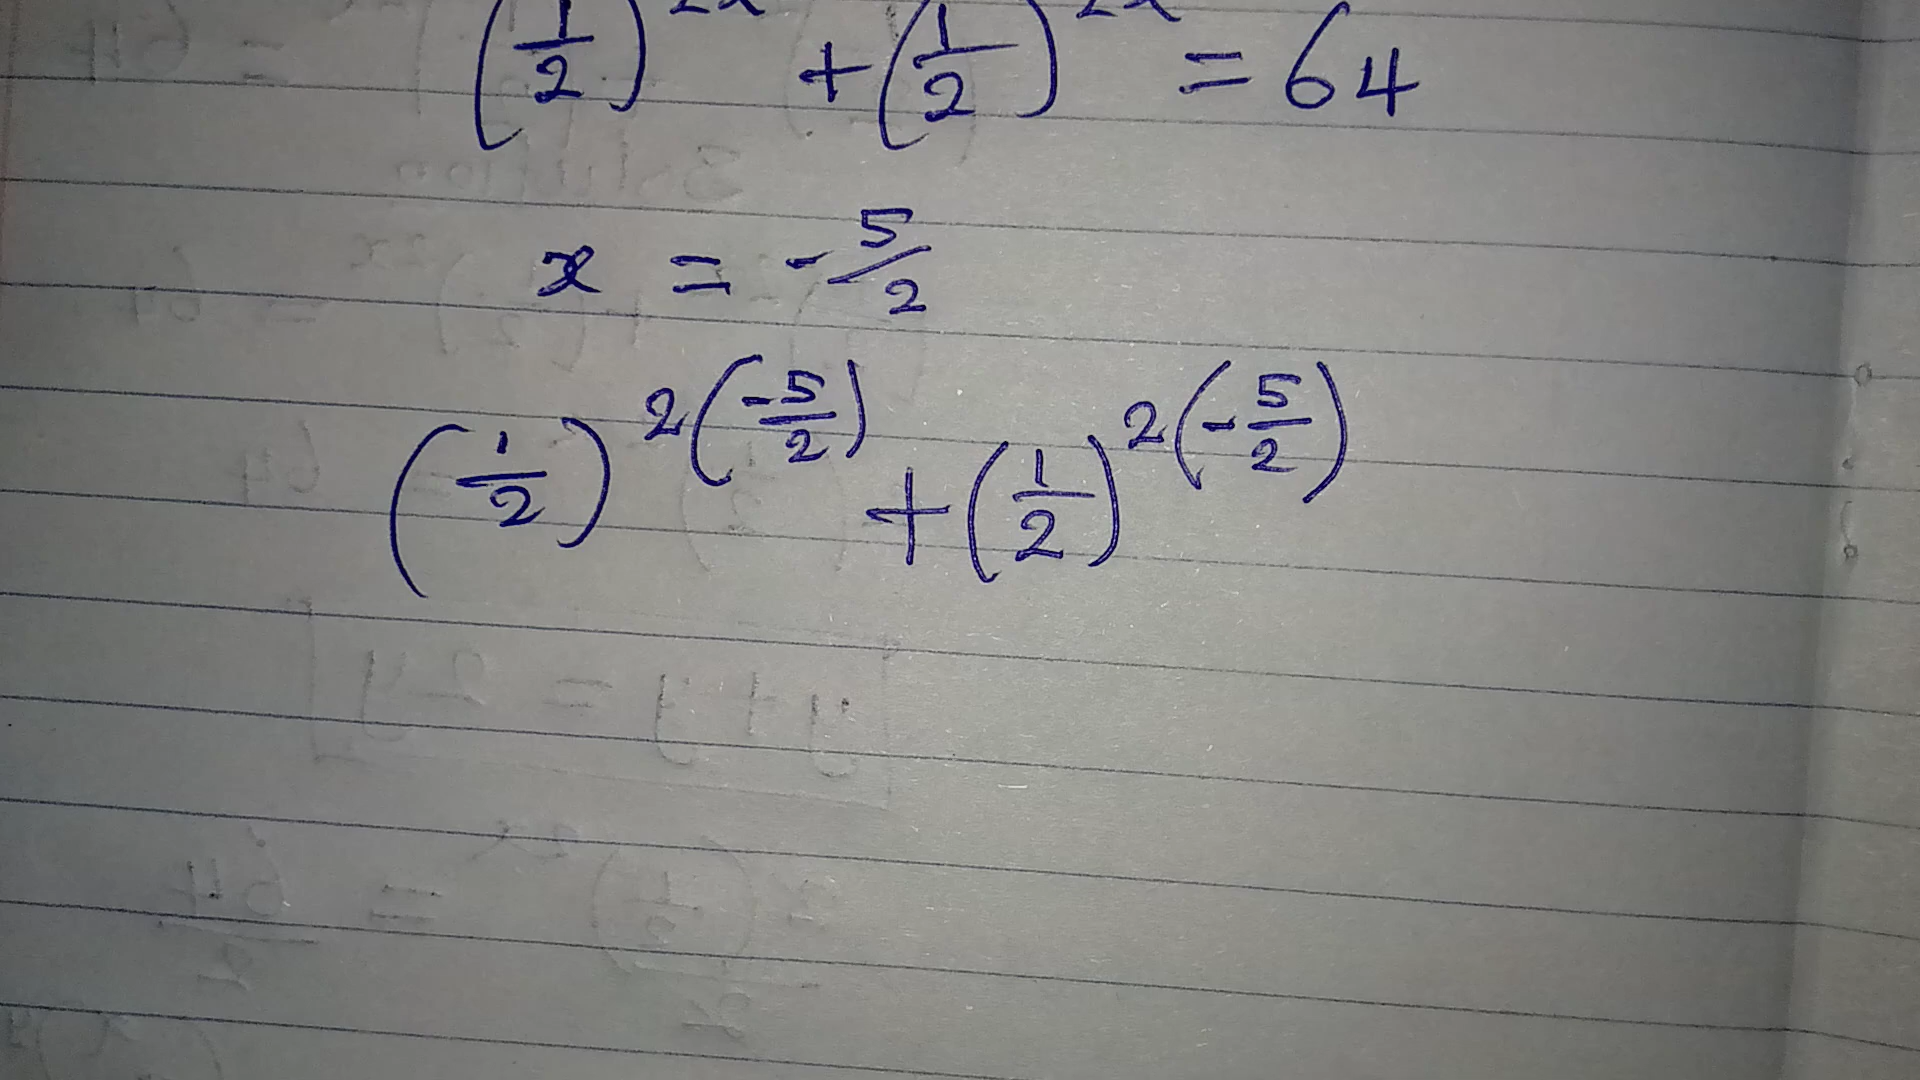 (1/2)^2x + (1/2)^2x = 64
x = -5/2
(1/2)^2(-5/2) + (1/2)^2(-5/2)